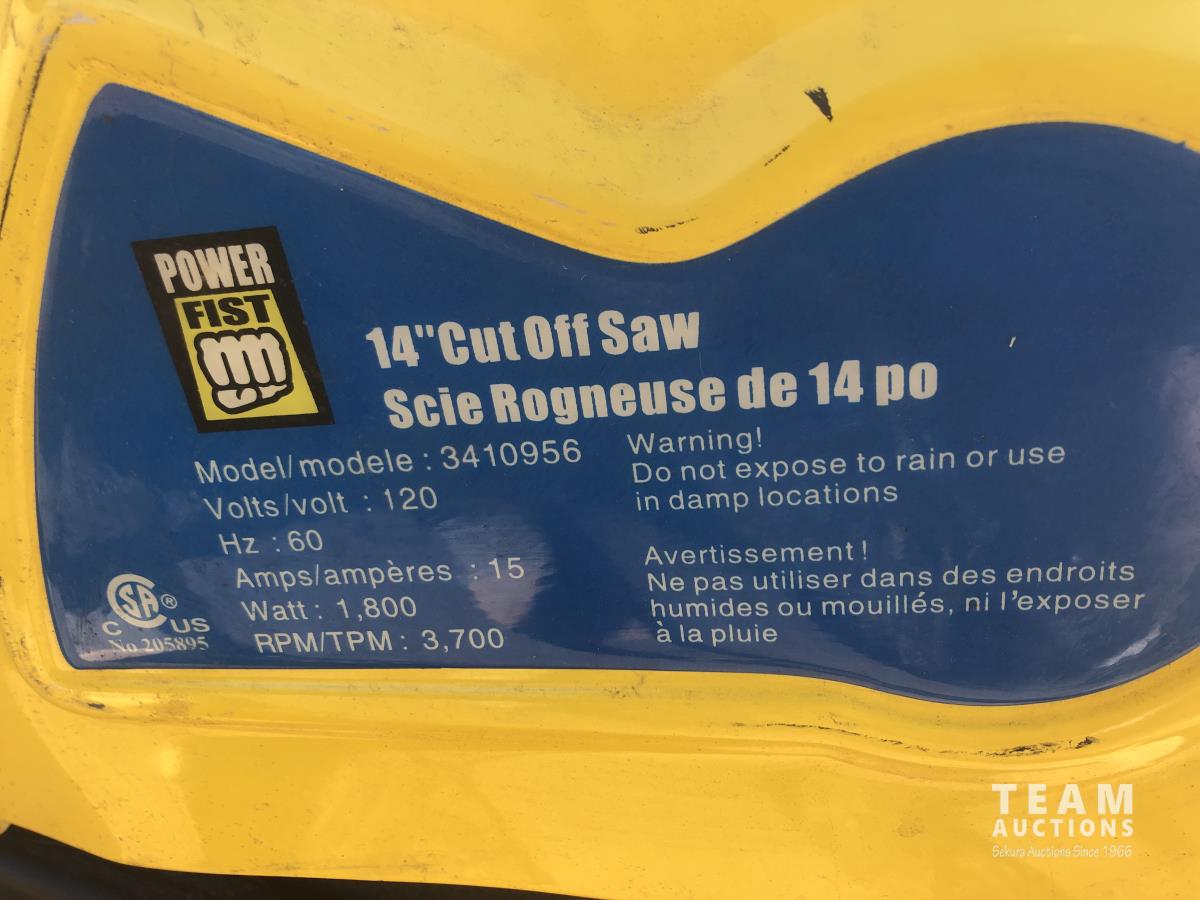 POWER
FIST
14"Cut Off Saw
Scie Rogneuse de 14 po
Model/modele : 3410956
Volts/volt : 120
Hz : 60
Amps/ampères : 15
Watt : 1,800
RPM/TPM : 3,700
Warning!
Do not expose to rain or use
in damp locations
Avertissement!
Ne pas utiliser dans des endroits
humides ou mouillés, ni l'exposer
à la pluie
SA®
C US
No.205895
TEAM
AUCTIONS
Sekura Auctions Since 1966